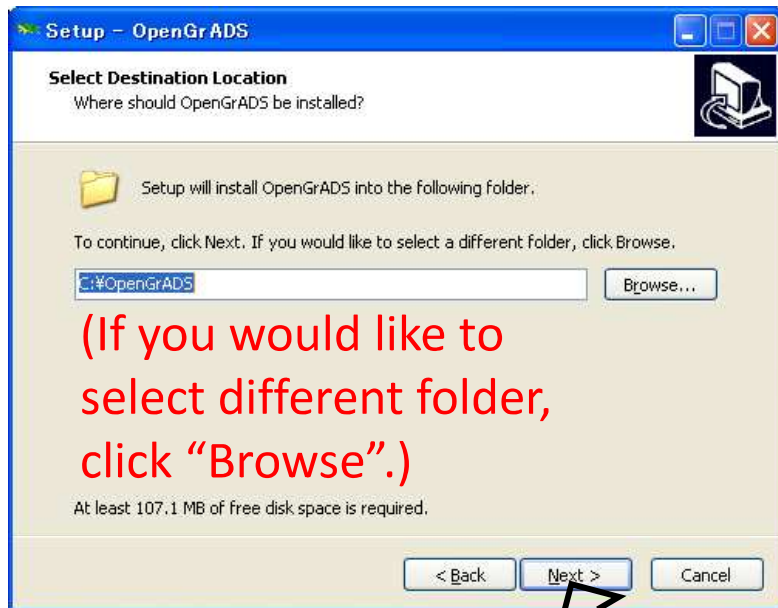 Setup - OpenGrADS
Select Destination Location
Where should OpenGrADS be installed?
Setup will install OpenGrADS into the following folder.
To continue, click Next. If you would like to select a different folder, click Browse.
C:¥OpenGrADS
Browse...
(If you would like to
select different folder,
click “Browse”.)
At least 107.1 MB of free disk space is required.
< Back Next > Cancel